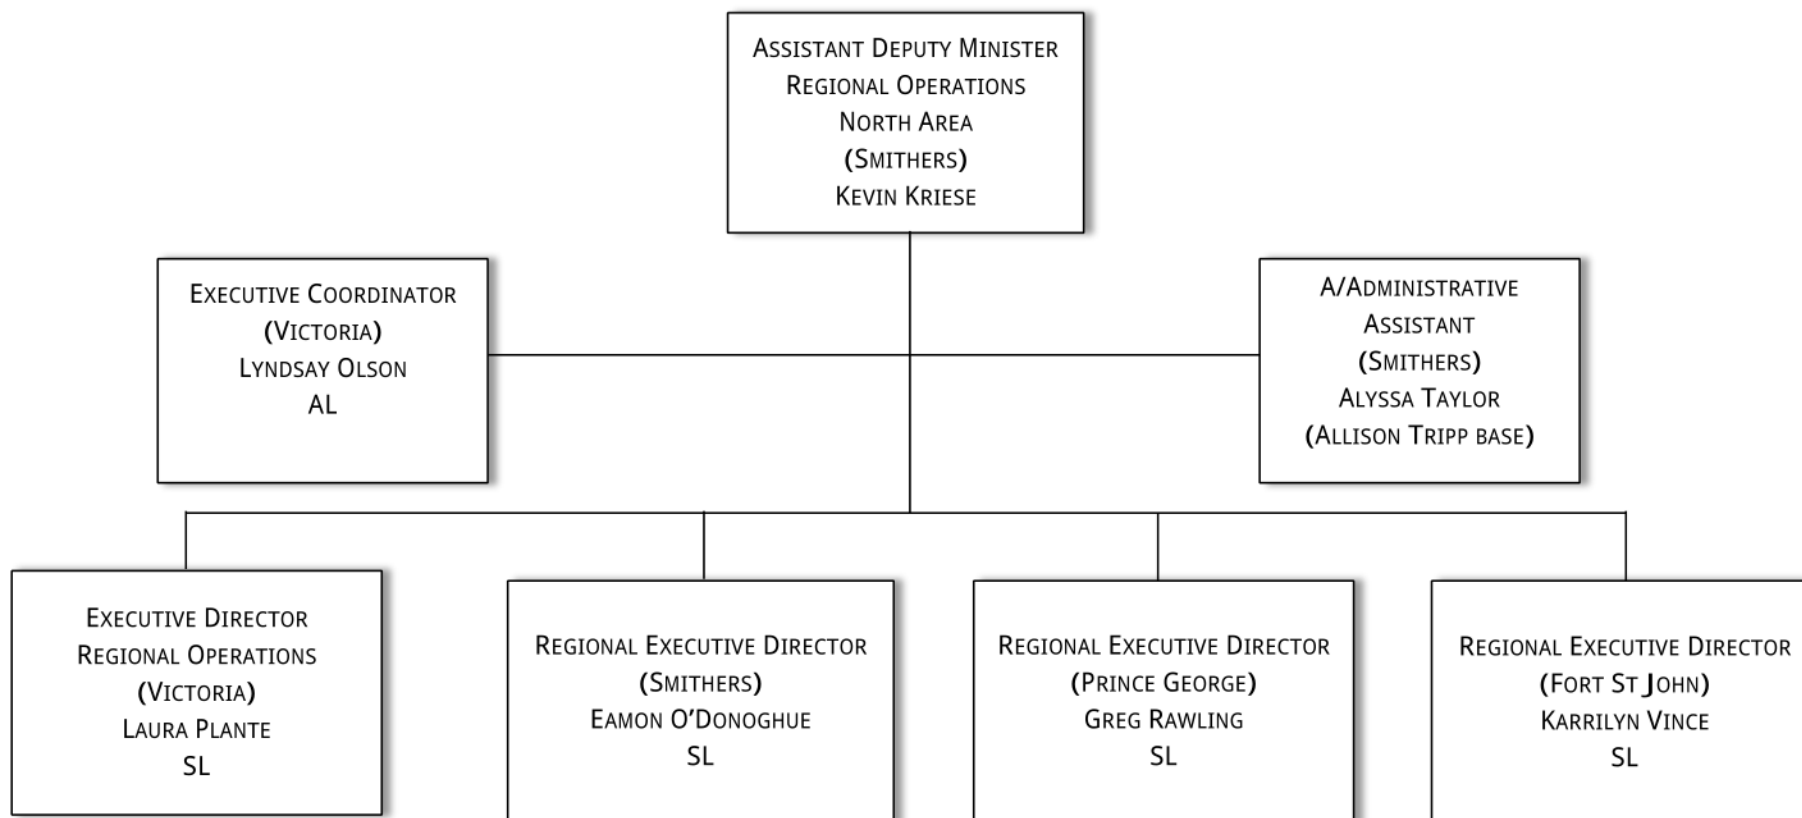 Assistant Deputy Minister
Regional Operations
North Area
(Smithers)
Kevin Kriese
Executive Coordinator
(Victoria)
Lyndsay Olson
AL
A/Administrative
Assistant
(Smithers)
Alyssa Taylor
(Allison Tripp base)
Executive Director
Regional Operations
(Victoria)
Laura Plante
SL
Regional Executive Director
(Smithers)
Eamon O’Donoghue
SL
Regional Executive Director
(Prince George)
Greg Rawling
SL
Regional Executive Director
(Fort St John)
Karrilyn Vince
SL